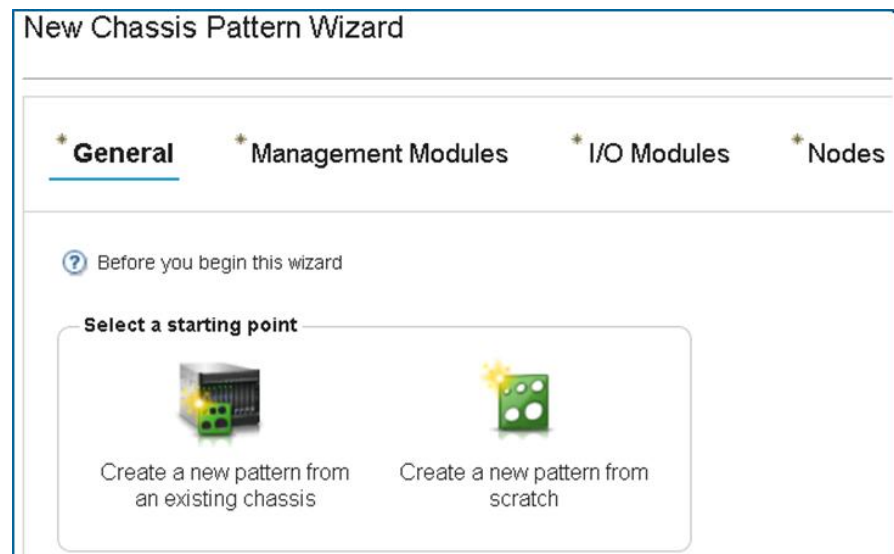 New Chassis Pattern Wizard
* General * Management Modules * I/O Modules * Nodes
? Before you begin this wizard
Select a starting point
Create a new pattern from an existing chassis
Create a new pattern from scratch